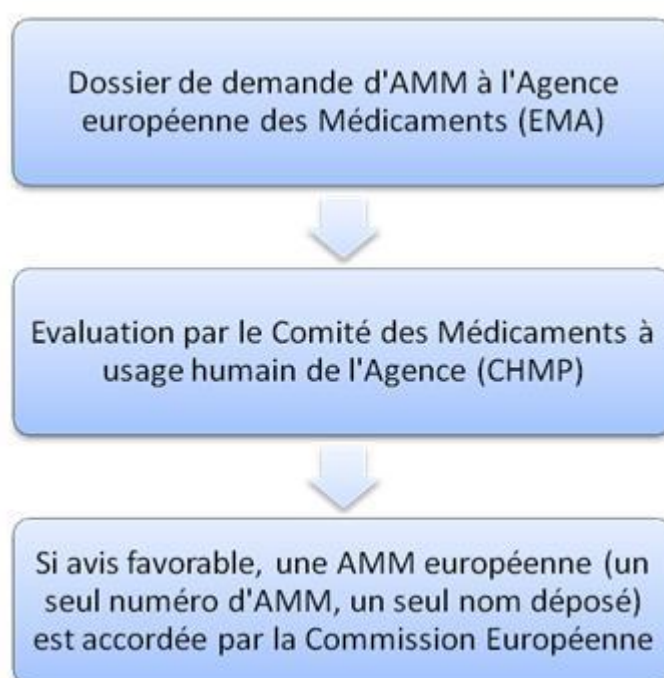 Dossier de demande d'AMM à l'Agence
européenne des Médicaments (EMA)
Evaluation par le Comité des Médicaments à
usage humain de l'Agence (CHMP)
Si avis favorable, une AMM européenne (un
seul numéro d'AMM, un seul nom déposé)
est accordée par la Commission Européenne